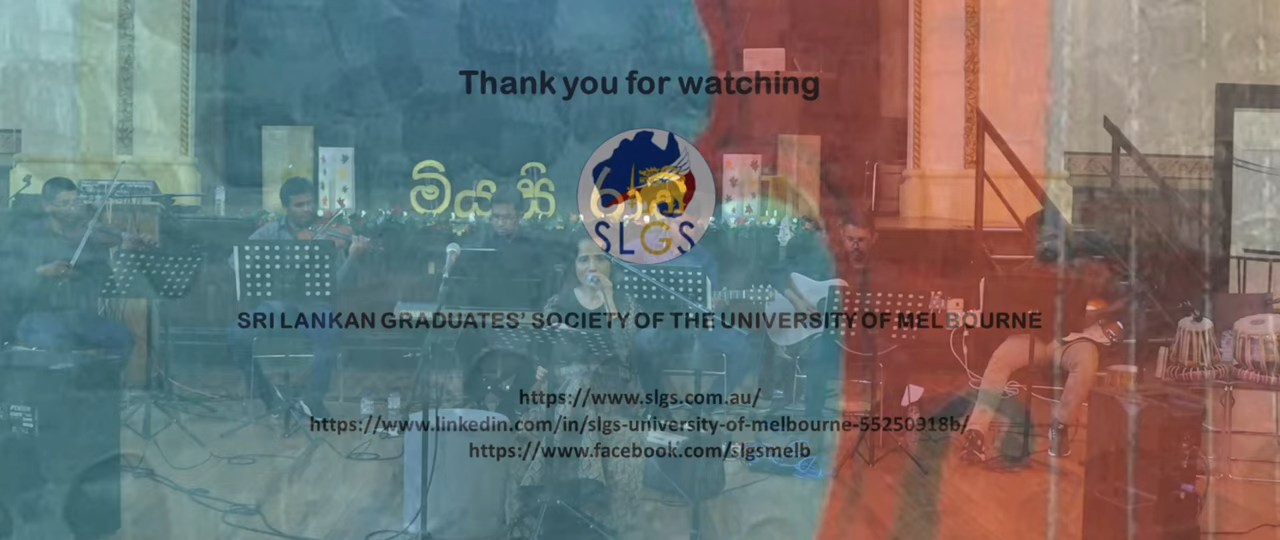 Thank you for watching
මියැසි
SLGS
SRI LANKAN GRADUATES' SOCIETY OF THE UNIVERSITY OF MELBOURNE
https://www.slgs.com.au/
https://www.linkedin.com/in/slgs-university-of-melbourne-55250918b/
https://www.facebook.com/slgsmelb